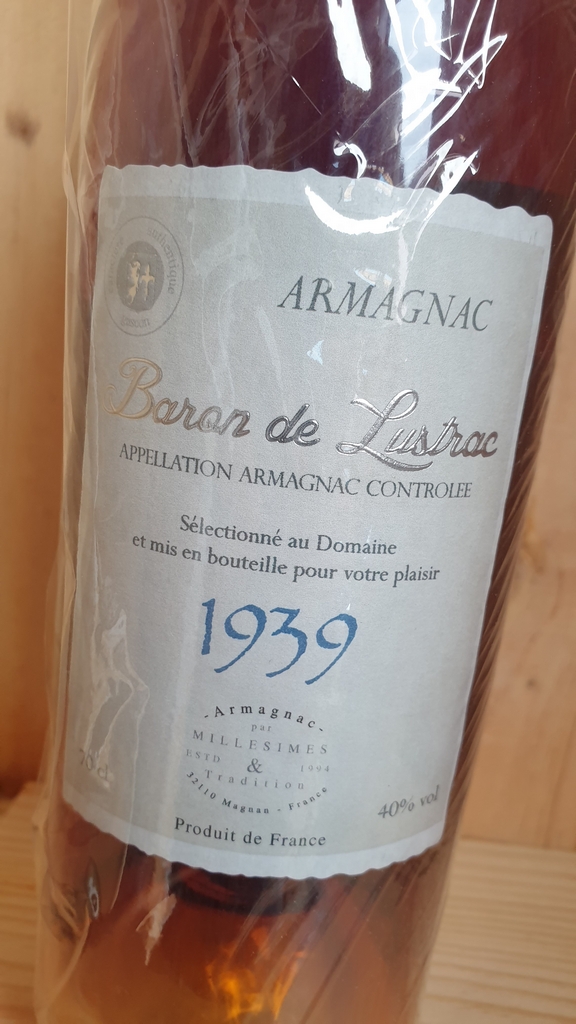 authentique
ARMAGNAC
Baron de Lustrac
APPELLATION ARMAGNAC CONTROLEE
Sélectionné au Domaine
et mis en bouteille pour votre plaisir
1939
- Armagnac -
par
MILLESIMES
ESTD & 1994
Tradition
32110 Magnan - France
70 cl
40% vol
Produit de France